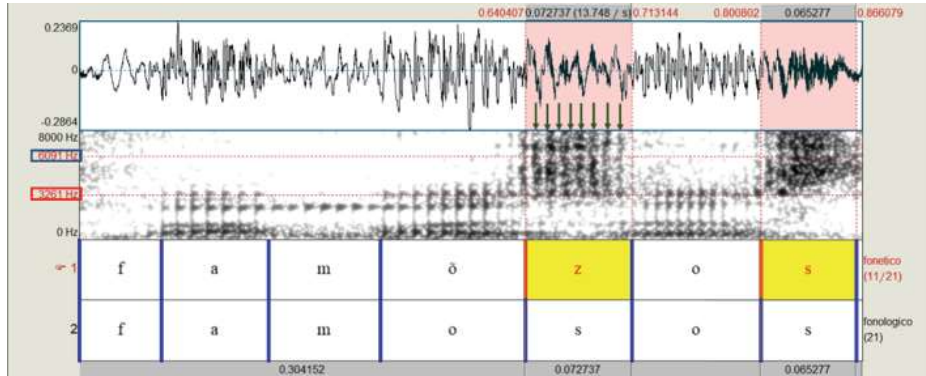 0.640407 0.072737 (13.748 / s) 0.713144 0.800802 0.065277 0.866079
0.2369
0
-0.2864
8000 Hz
6091 Hz
3261 Hz
0 Hz
1 f a m õ z o s fonetico
(11/21)
2 f a m o s o s fonologico
(21)
0.304152 0.072737 0.065277